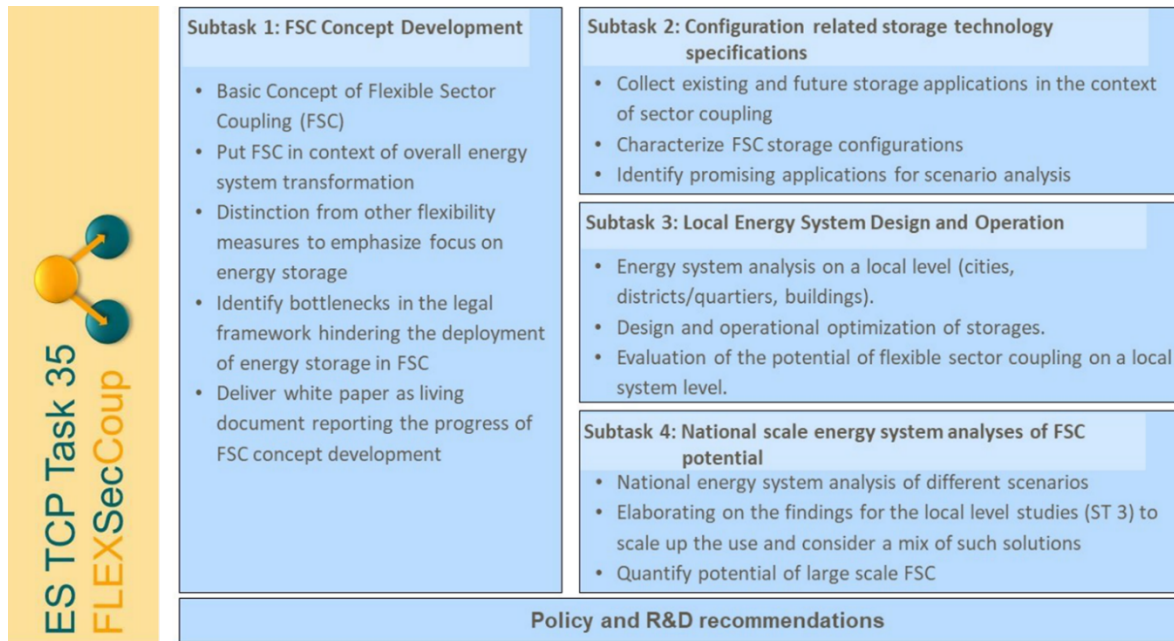 ES TCP Task 35
FLEXSecCoup
Subtask 1: FSC Concept Development
• Basic Concept of Flexible Sector
Coupling (FSC)
• Put FSC in context of overall energy
system transformation
• Distinction from other flexibility
measures to emphasize focus on
energy storage
• Identify bottlenecks in the legal
framework hindering the deployment
of energy storage in FSC
• Deliver white paper as living
document reporting the progress of
FSC concept development
Subtask 2: Configuration related storage technology
specifications
• Collect existing and future storage applications in the context
of sector coupling
• Characterize FSC storage configurations
• Identify promising applications for scenario analysis
Subtask 3: Local Energy System Design and Operation
• Energy system analysis on a local level (cities,
districts/quartiers, buildings).
• Design and operational optimization of storages.
• Evaluation of the potential of flexible sector coupling on a local
system level.
Subtask 4: National scale energy system analyses of FSC
potential
• National energy system analysis of different scenarios
• Elaborating on the findings for the local level studies (ST 3) to
scale up the use and consider a mix of such solutions
• Quantify potential of large scale FSC
Policy and R&D recommendations